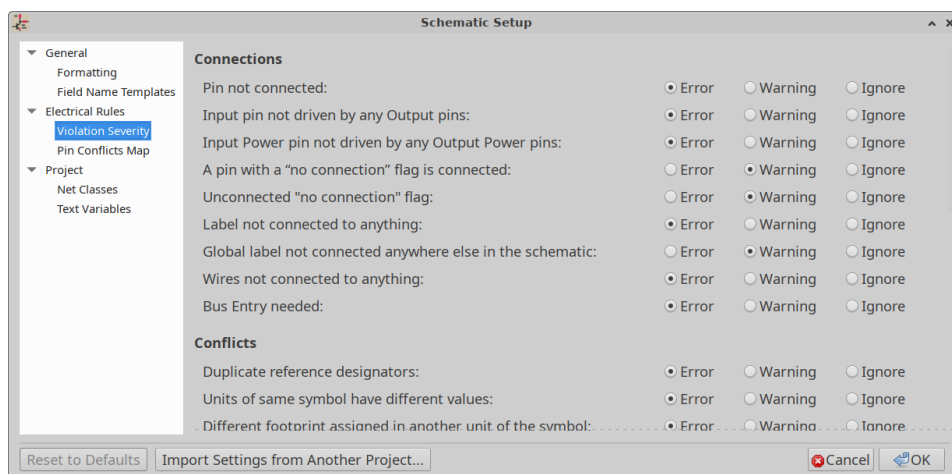 Schematic Setup
General
Formatting
Field Name Templates
Electrical Rules
Violation Severity
Pin Conflicts Map
Project
Net Classes
Text Variables
Connections
Pin not connected: Error Warning Ignore
Input pin not driven by any Output pins: Error Warning Ignore
Input Power pin not driven by any Output Power pins: Error Warning Ignore
A pin with a “no connection” flag is connected: Error Warning Ignore
Unconnected "no connection" flag: Error Warning Ignore
Label not connected to anything: Error Warning Ignore
Global label not connected anywhere else in the schematic: Error Warning Ignore
Wires not connected to anything: Error Warning Ignore
Bus Entry needed: Error Warning Ignore
Conflicts
Duplicate reference designators: Error Warning Ignore
Units of same symbol have different values: Error Warning Ignore
Different footprint assigned in another unit of the symbol: Error Warning Ignore
Reset to Defaults Import Settings from Another Project... Cancel OK